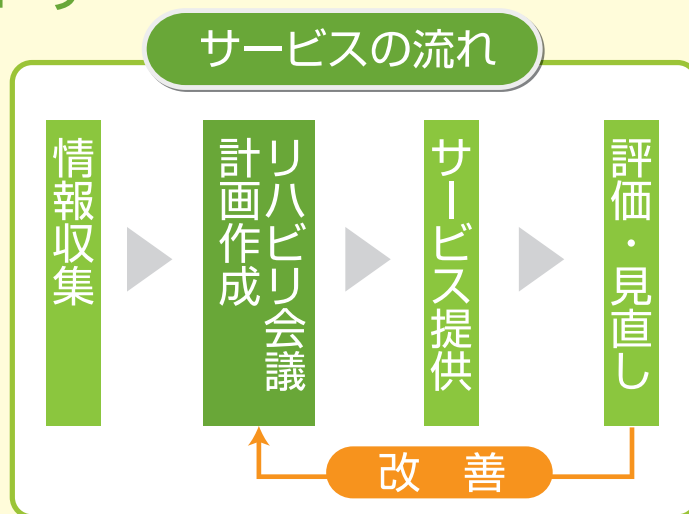 サービスの流れ
情報収集
リハビリ会議
計画作成
サービス提供
評価・見直し
改 善